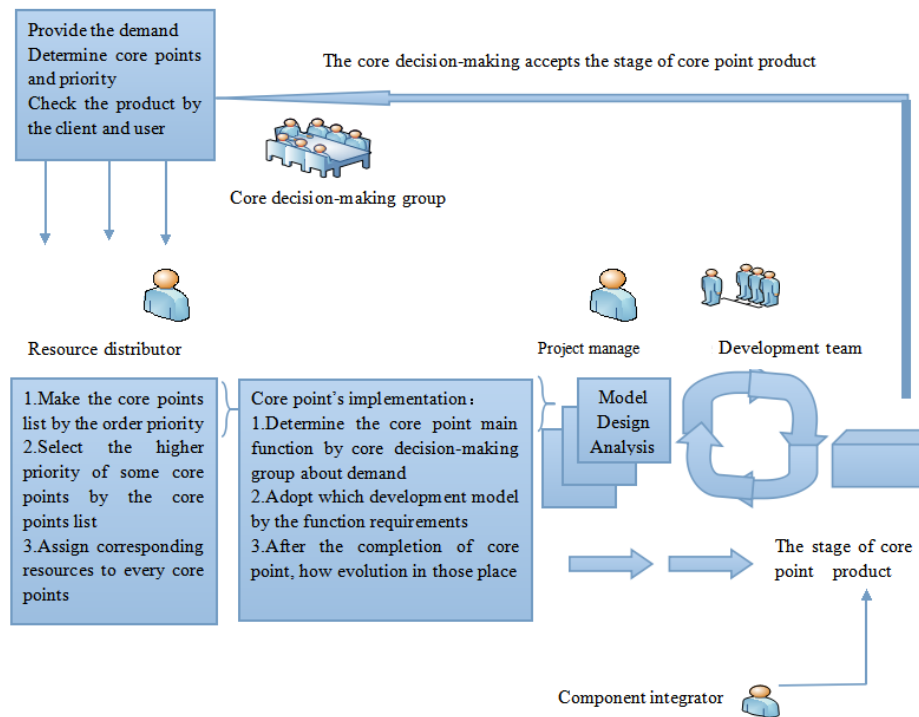 Provide the demand
Determine core points
and priority
Check the product by
the client and user
The core decision-making accepts the stage of core point product
Core decision-making group
Resource distributor
Project manage
Development team
1.Make the core points
list by the order priority
2.Select the higher
priority of some core
points by the core
points list
3.Assign corresponding
resources to every core
points
Core point’s implementation：
1.Determine the core point main
function by core decision-making
group about demand
2.Adopt which development model
by the function requirements
3.After the completion of core
point, how evolution in those place
Model
Design
Analysis
The stage of core
point product
Component integrator